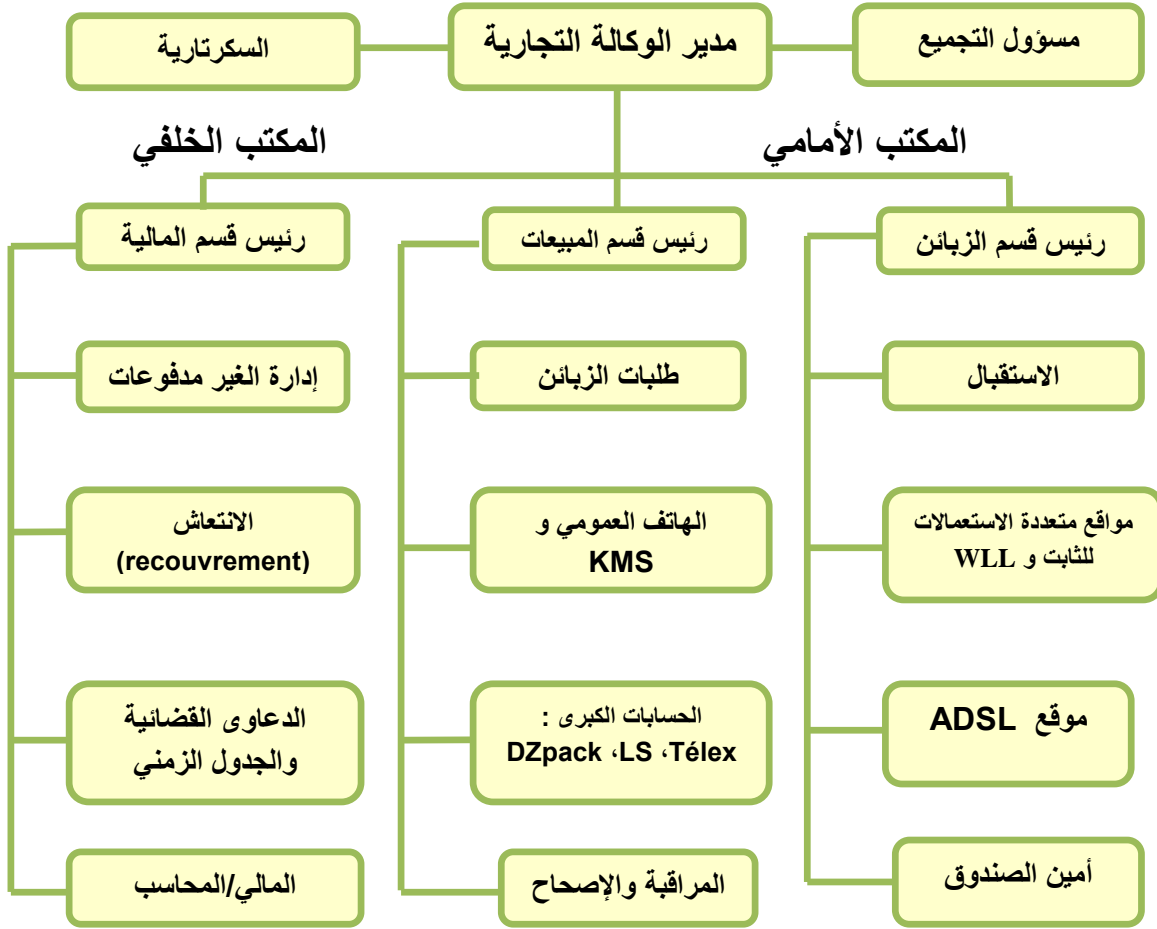 مسؤول التجميع
مدير الوكالة التجارية
السكرتارية
المكتب الأمامي
المكتب الخلفي
رئيس قسم الزبائن
رئيس قسم المبيعات
رئيس قسم المالية
الاستقبال
طلبات الزبائن
إدارة الغير مدفوعات
مواقع متعددة الاستعمالات
للثابت و WLL
الهاتف العمومي و
KMS
الانتعاش
(recouvrement)
موقع ADSL
الحسابات الكبرى :
DZpack ،LS ،Télex
الدعاوى القضائية
والجدول الزمني
أمين الصندوق
المراقبة والإصحاح
المالي/المحاسب